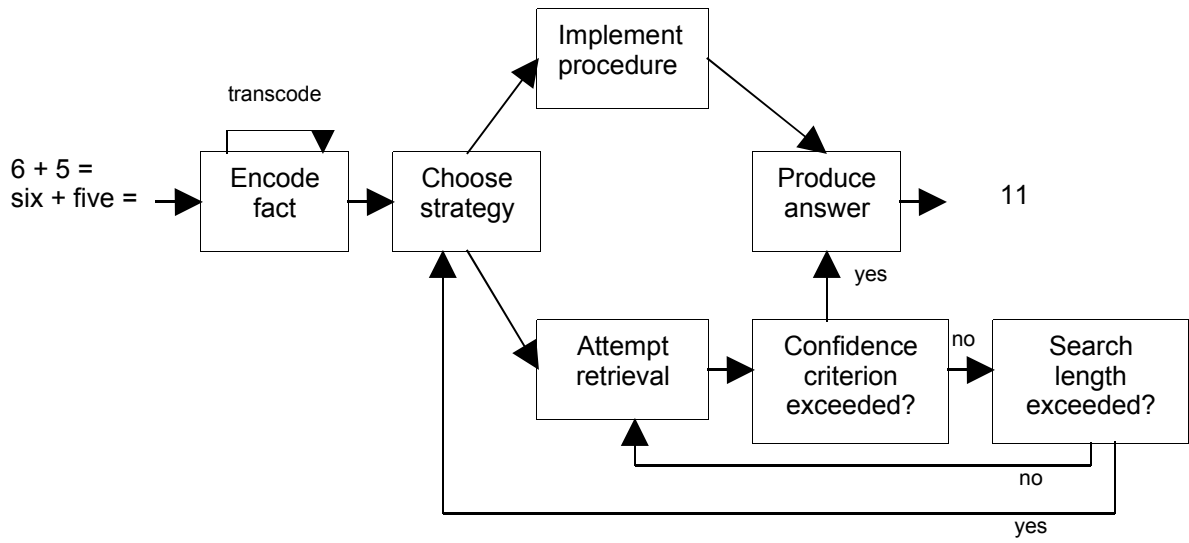 Implement
procedure
transcode
6 + 5 =
six + five =
Encode
fact
Choose
strategy
Produce
answer
11
yes
Attempt
retrieval
Confidence
criterion
exceeded?
no
Search
length
exceeded?
no
yes